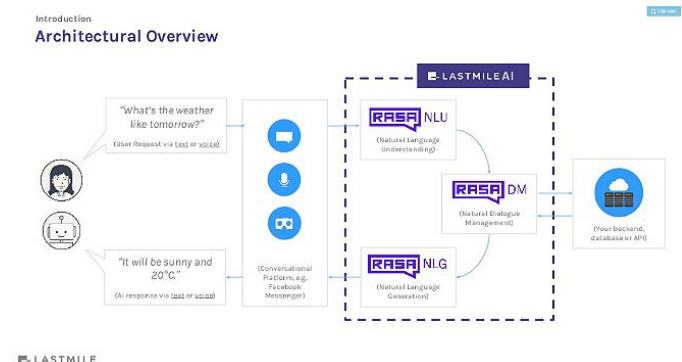 Introduction
Architectural Overview
LASTMILE AI
"What's the weather
like tomorrow?"
(User Request via text or voice)
RASA NLU
(Natural Language
Understanding)
RASA DM
(Natural Dialogue
Management)
(Your backend,
database or API)
"It will be sunny and
20°C."
(AI response via text or voice)
(Conversational
Platform, e.g.
Facebook
Messenger)
RASA NLG
(Natural Language
Generation)
LASTMILE